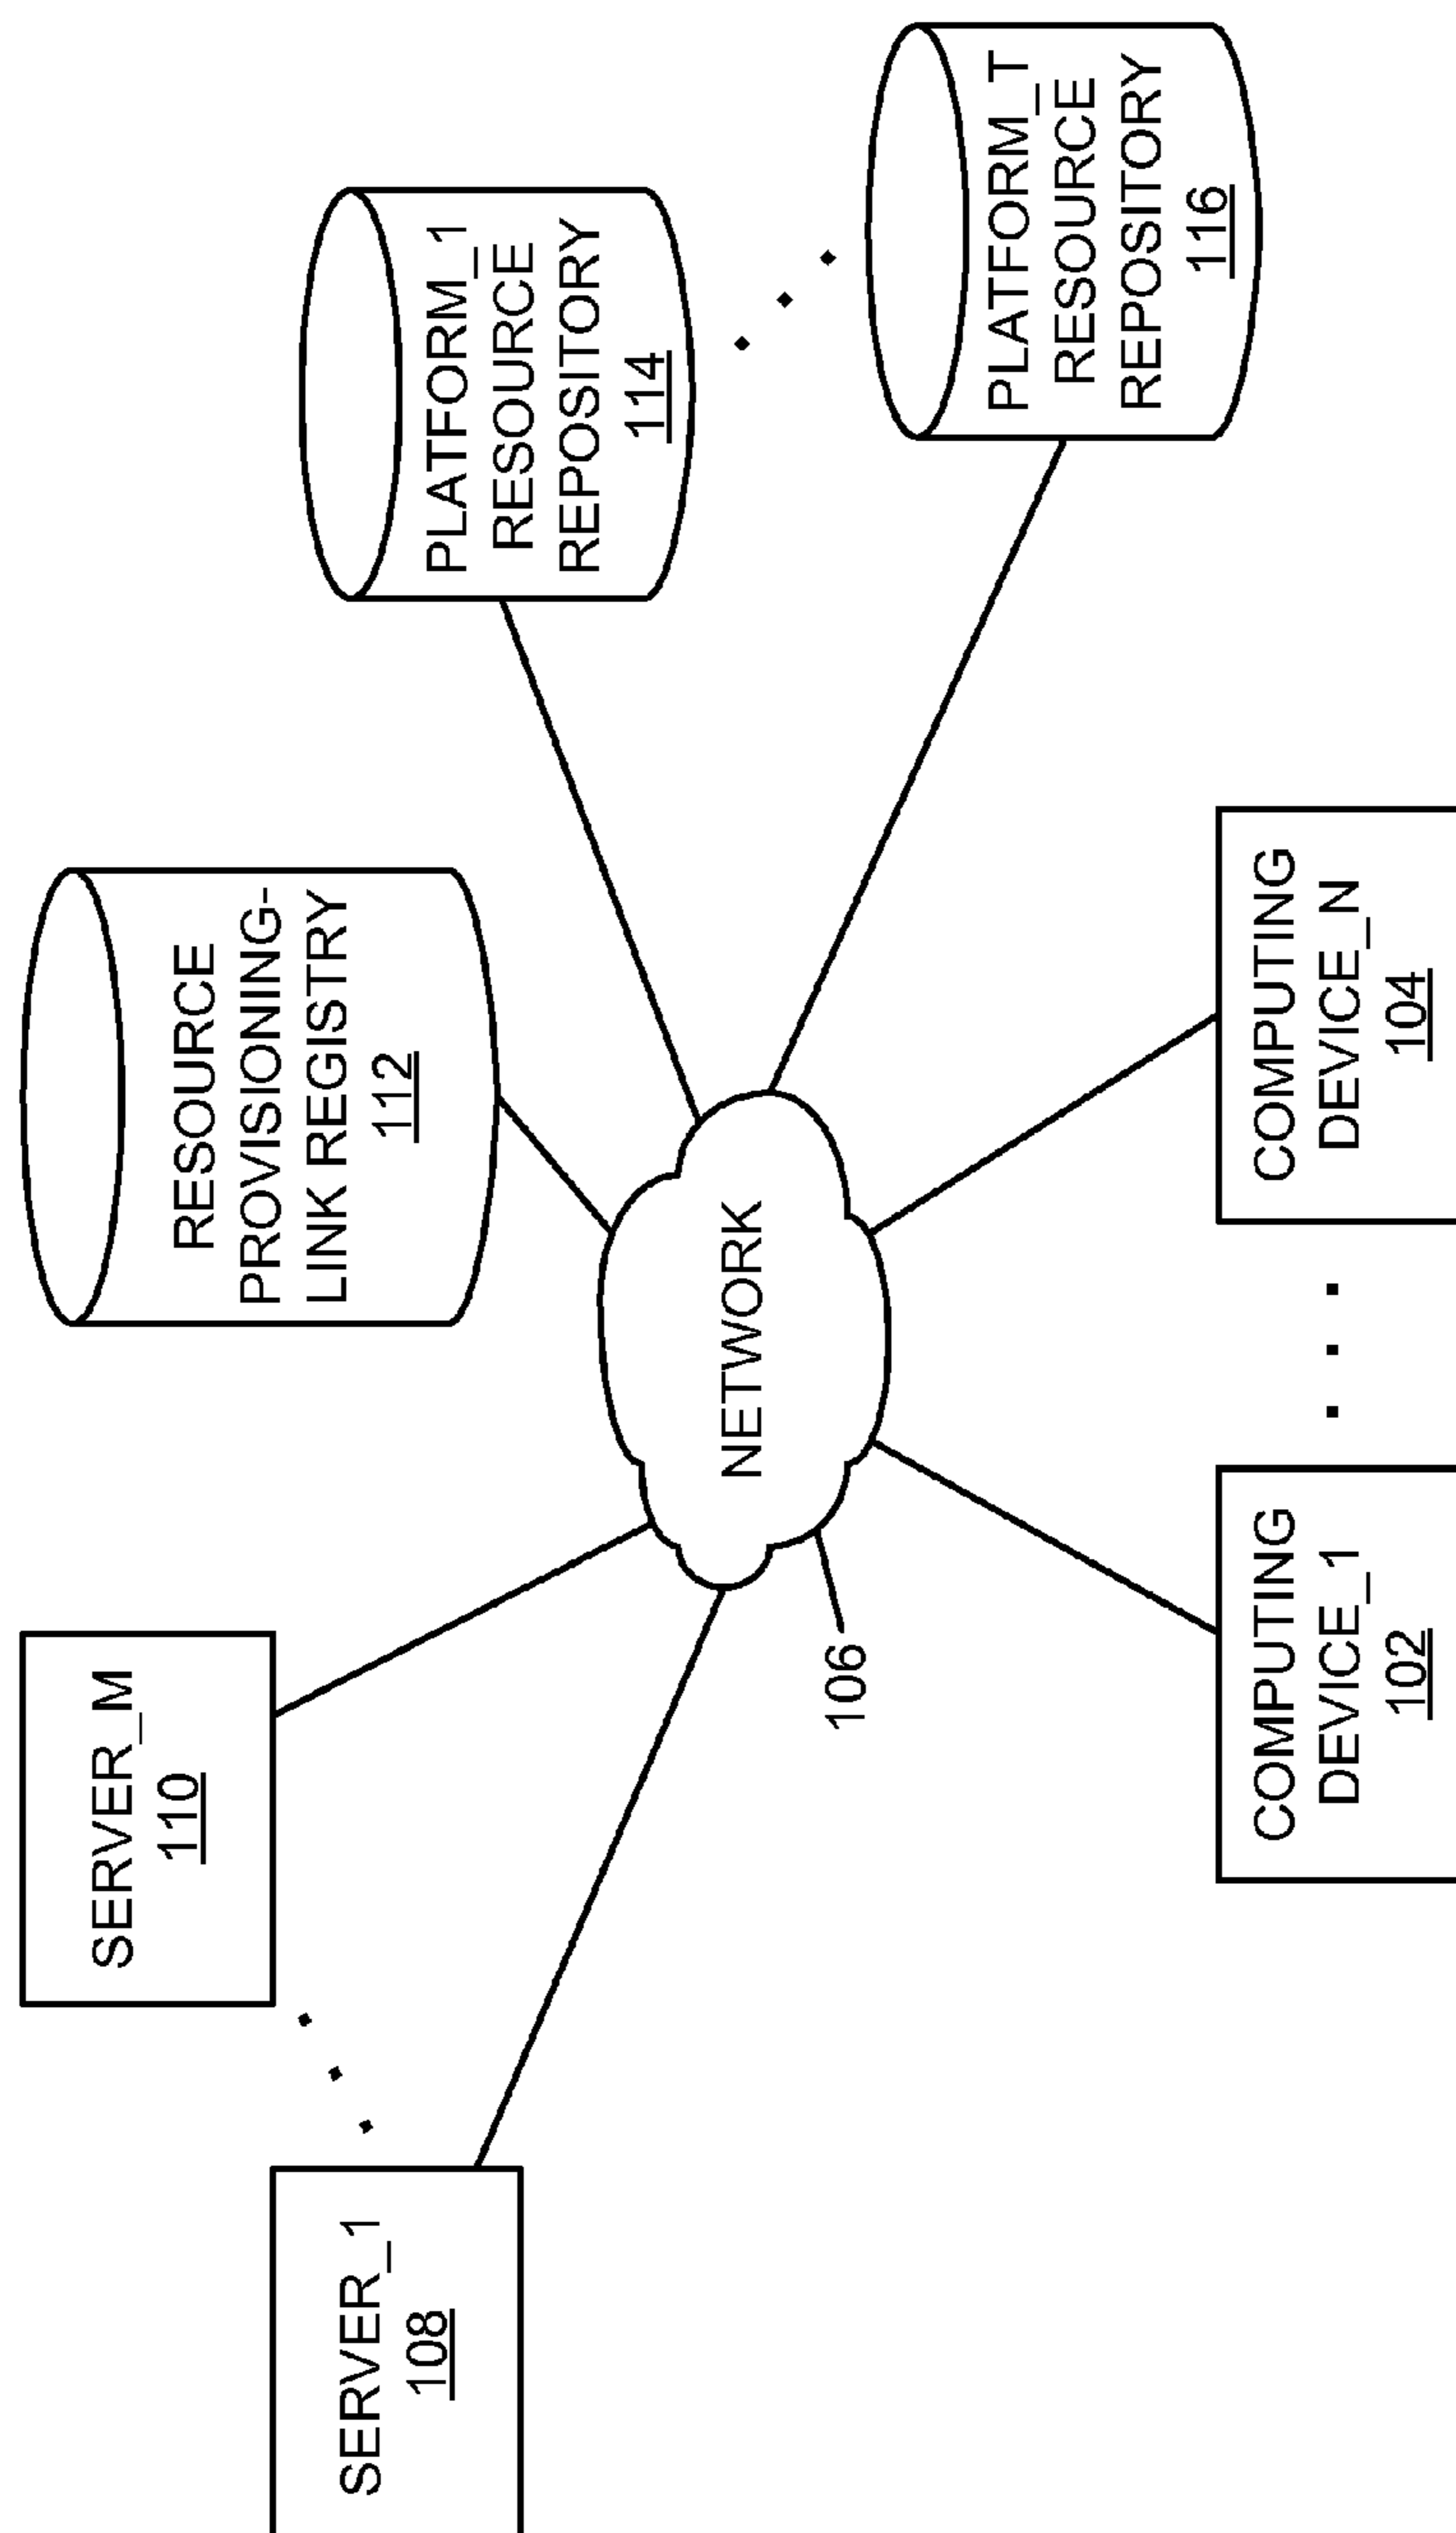 SERVER_1
108
SERVER_M
110
RESOURCE
PROVISIONING-
LINK REGISTRY
112
PLATFORM_1
RESOURCE
REPOSITORY
114
PLATFORM_T
RESOURCE
REPOSITORY
116
NETWORK
106
COMPUTING
DEVICE_1
102
COMPUTING
DEVICE_N
104